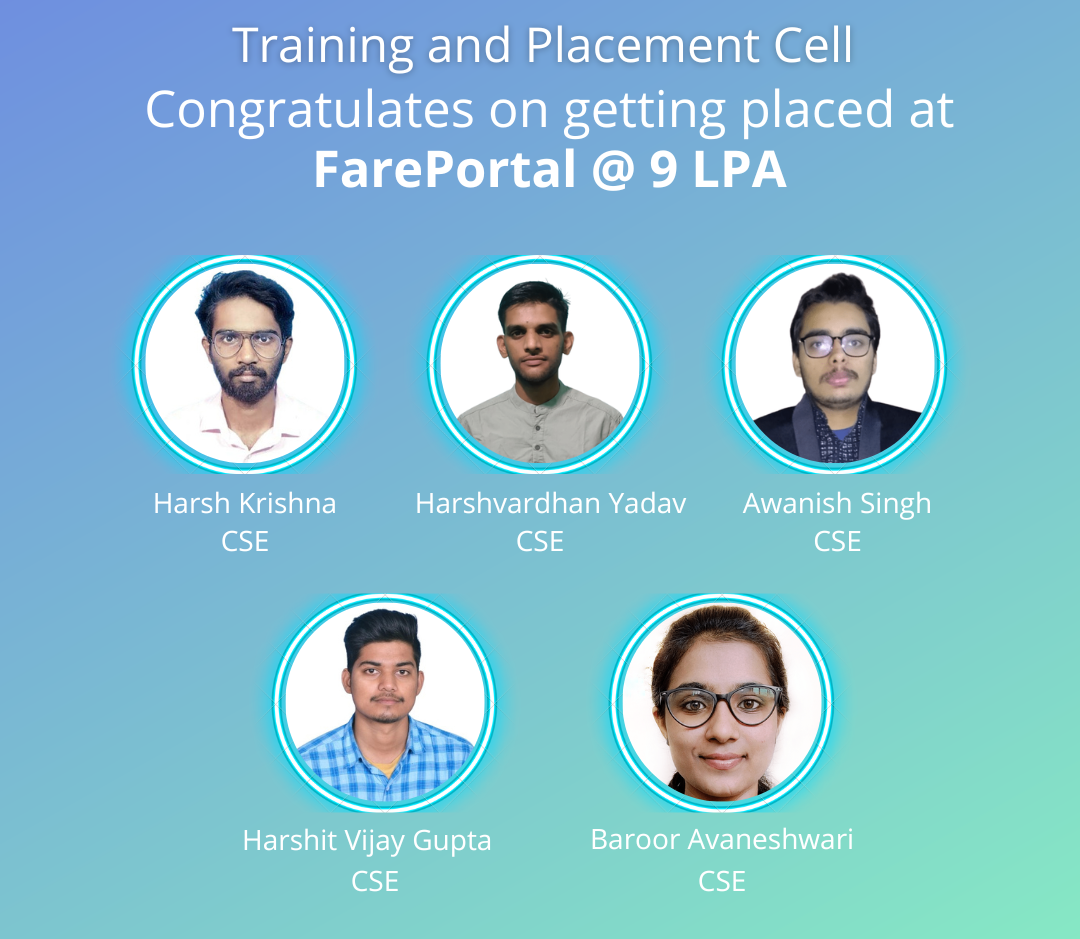 Training and Placement Cell
Congratulates on getting placed at
FarePortal @ 9 LPA
Harsh Krishna
CSE
Harshvardhan Yadav
CSE
Awanish Singh
CSE
Harshit Vijay Gupta
CSE
Baroor Avaneshwari
CSE